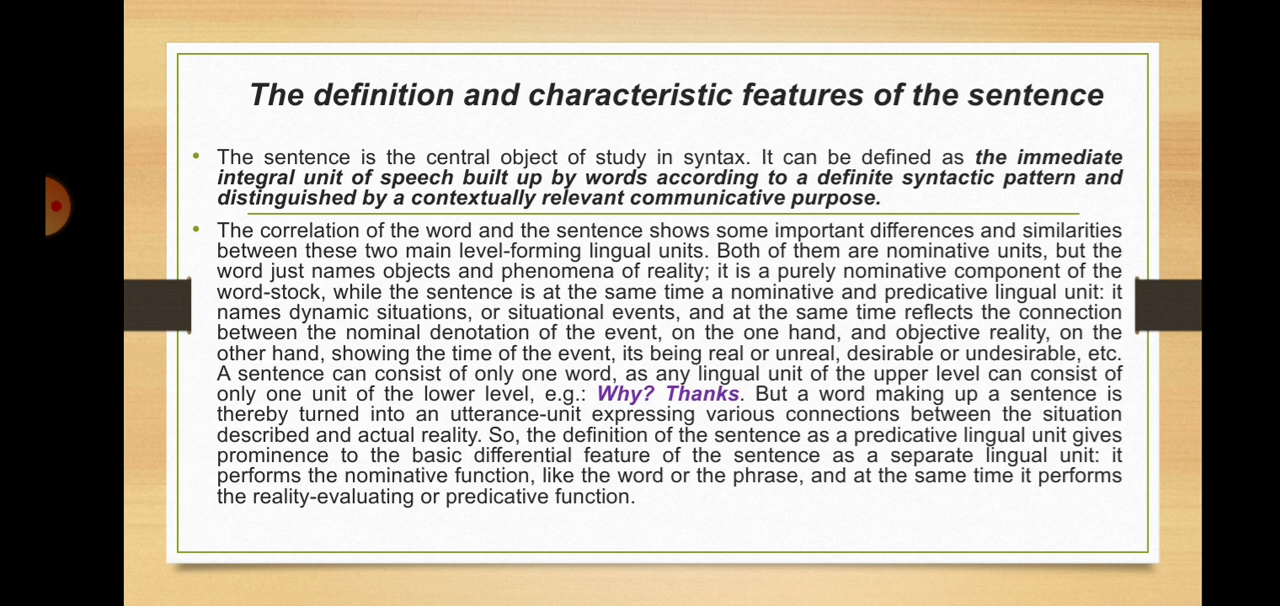 The definition and characteristic features of the sentence
• The sentence is the central object of study in syntax. It can be defined as the immediate
integral unit of speech built up by words according to a definite syntactic pattern and
distinguished by a contextually relevant communicative purpose.
• The correlation of the word and the sentence shows some important differences and similarities
between these two main level-forming lingual units. Both of them are nominative units, but the
word just names objects and phenomena of reality; it is a purely nominative component of the
word-stock, while the sentence is at the same time a nominative and predicative lingual unit: it
names dynamic situations, or situational events, and at the same time reflects the connection
between the nominal denotation of the event, on the one hand, and objective reality, on the
other hand, showing the time of the event, its being real or unreal, desirable or undesirable, etc.
A sentence can consist of only one word, as any lingual unit of the upper level can consist of
only one unit of the lower level, e.g.: Why? Thanks. But a word making up a sentence is
thereby turned into an utterance-unit expressing various connections between the situation
described and actual reality. So, the definition of the sentence as a predicative lingual unit gives
prominence to the basic differential feature of the sentence as a separate lingual unit: it
performs the nominative function, like the word or the phrase, and at the same time it performs
the reality-evaluating or predicative function.